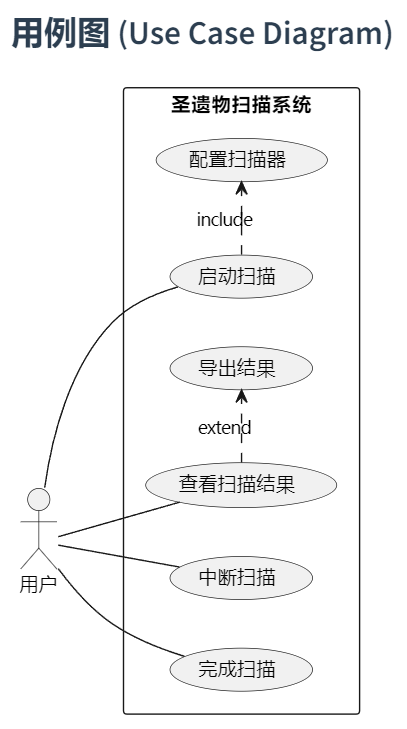 用例图 (Use Case Diagram)
圣遗物扫描系统
配置扫描器
include
启动扫描
导出结果
extend
查看扫描结果
中断扫描
用户
完成扫描